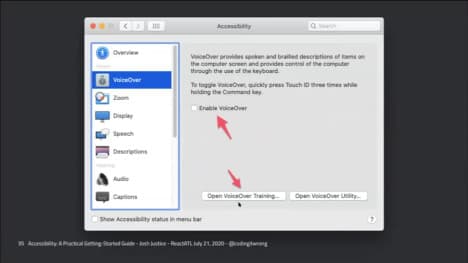 Accessibility
Search
Overview
VoiceOver
Zoom
Display
Speech
Descriptions
Audio
Captions
VoiceOver provides spoken and brailled descriptions of items
on the computer screen and provides control of the computer
through the use of the keyboard.
To toggle VoiceOver, quickly press Touch ID three times while
holding the Command key.
Enable VoiceOver
Open VoiceOver Training...
Open VoiceOver Utility...
Show Accessibility status in menu bar
?
35 Accessibility: A Practical Getting-Started Guide - Josh Justice - ReactATL July 21, 2020 - @codingitwrong